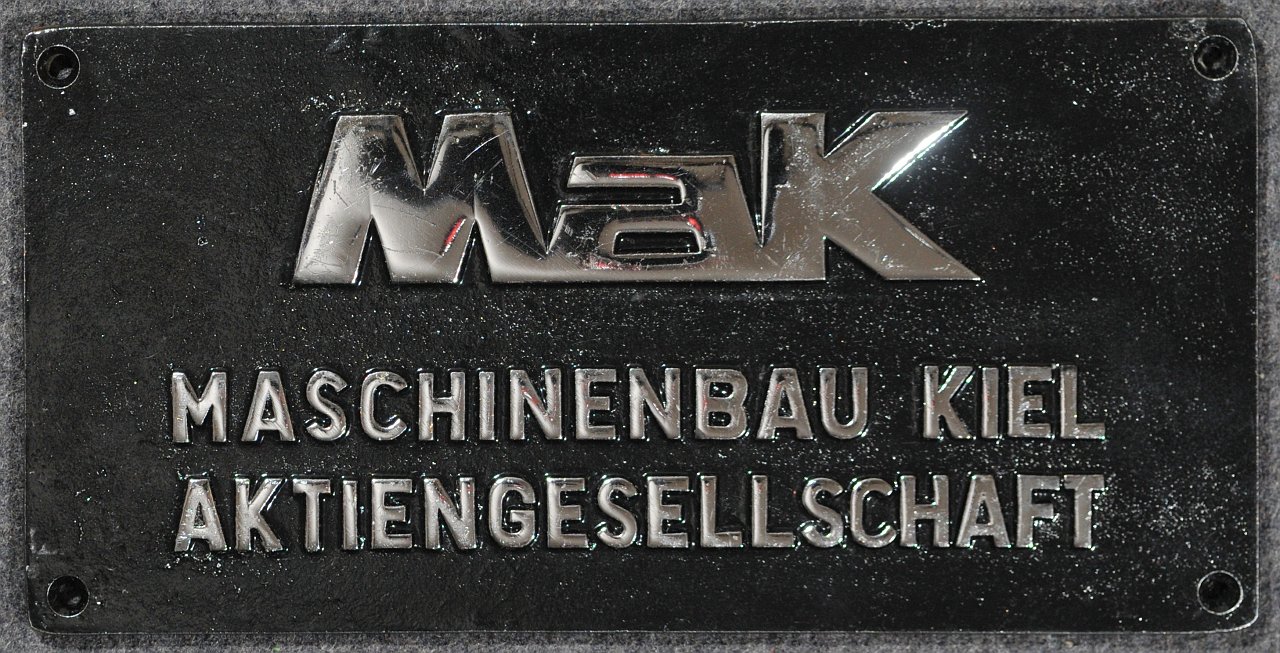 MaK
MASCHINENBAU KIEL
AKTIENGESELLSCHAFT